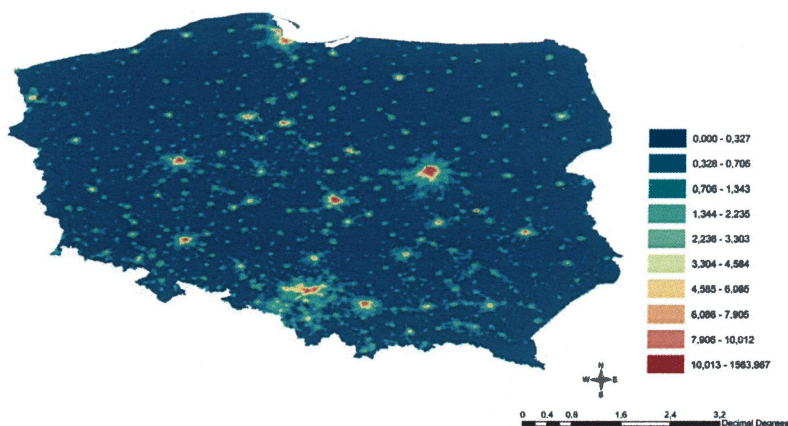 0,000 - 0,327
0,328 - 0,705
0,706 - 1,343
1,344 - 2,235
2,236 - 3,303
3,304 - 4,584
4,585 - 6,085
6,086 - 7,905
7,906 - 10,012
10,013 - 1563,967
N
W E
S
0 0,4 0,8 1,6 2,4 3,2
Decimal Degrees